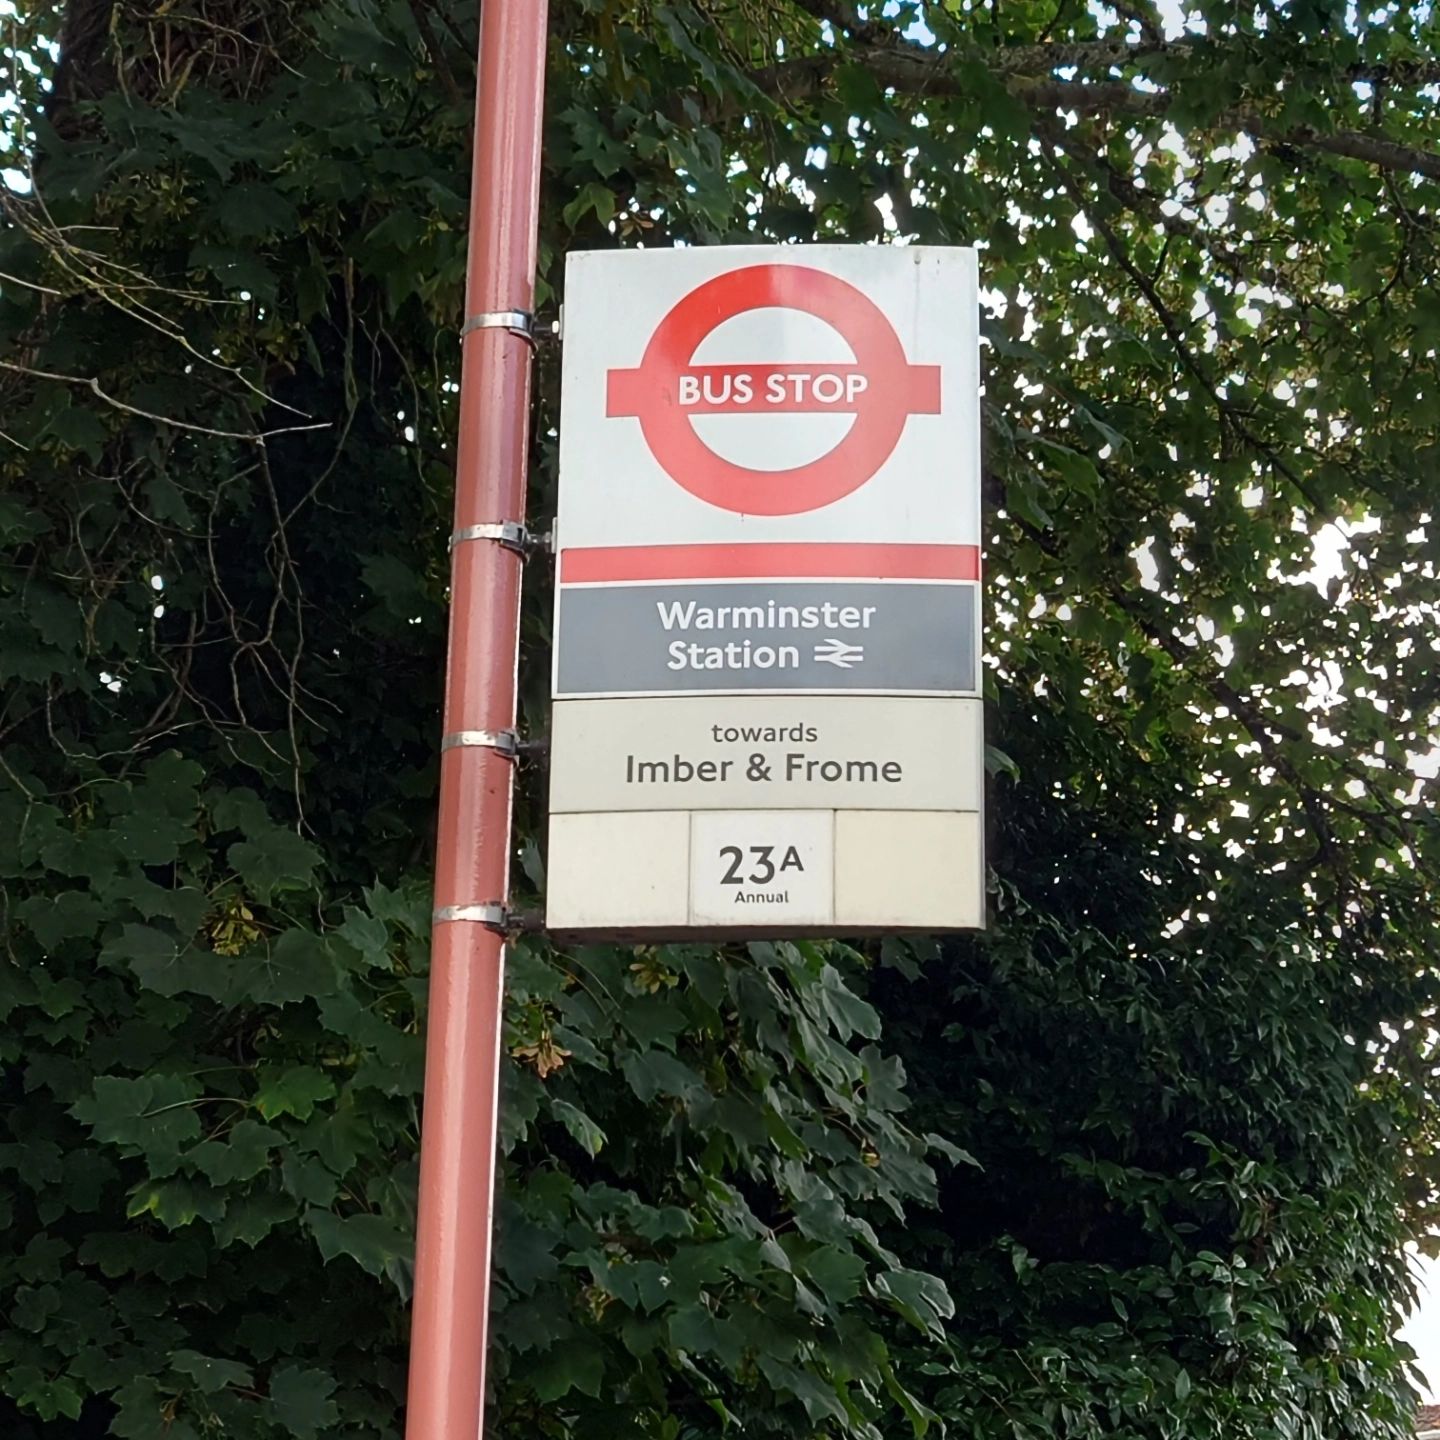 BUS STOP
Warminster
Station
towards
Imber & Frome
23A
Annual